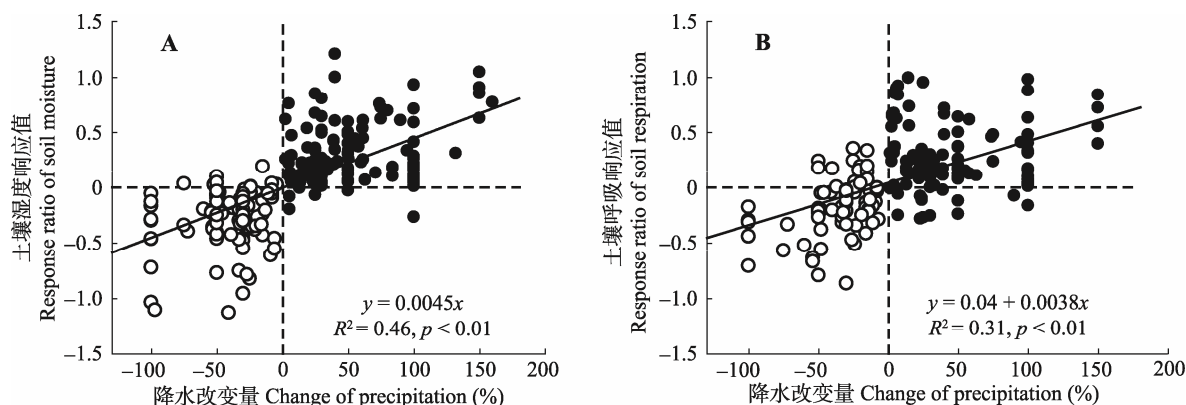 A
1.5
1.0
0.5
0
–0.5
–1.0
–1.5
土壤湿度响应值
Response ratio of soil moisture
y = 0.0045x
R² = 0.46, p < 0.01
–100 –50 0 50 100 150 200
降水改变量 Change of precipitation (%)
B
1.5
1.0
0.5
0
–0.5
–1.0
–1.5
土壤呼吸响应值
Response ratio of soil respiration
y = 0.04 + 0.0038x
R² = 0.31, p < 0.01
–100 –50 0 50 100 150 200
降水改变量 Change of precipitation (%)